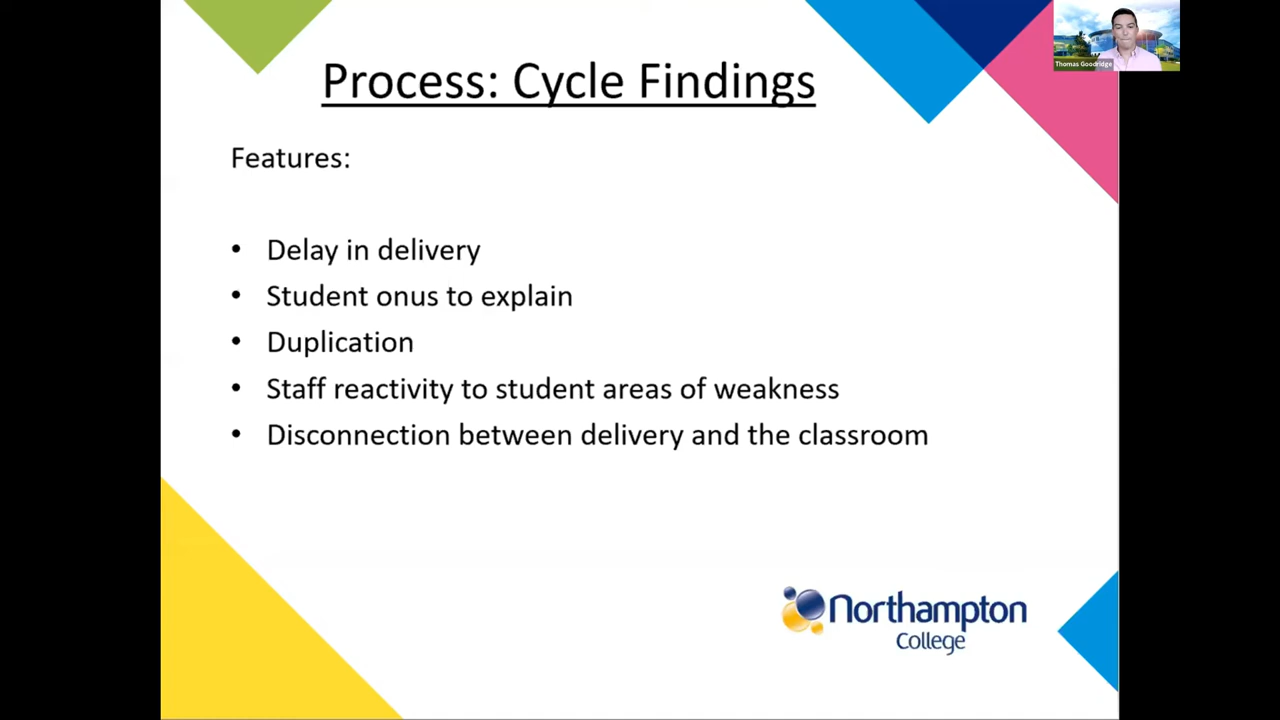 Process: Cycle Findings
Thomas Goodridge
Features:
• Delay in delivery
• Student onus to explain
• Duplication
• Staff reactivity to student areas of weakness
• Disconnection between delivery and the classroom
Northampton
College